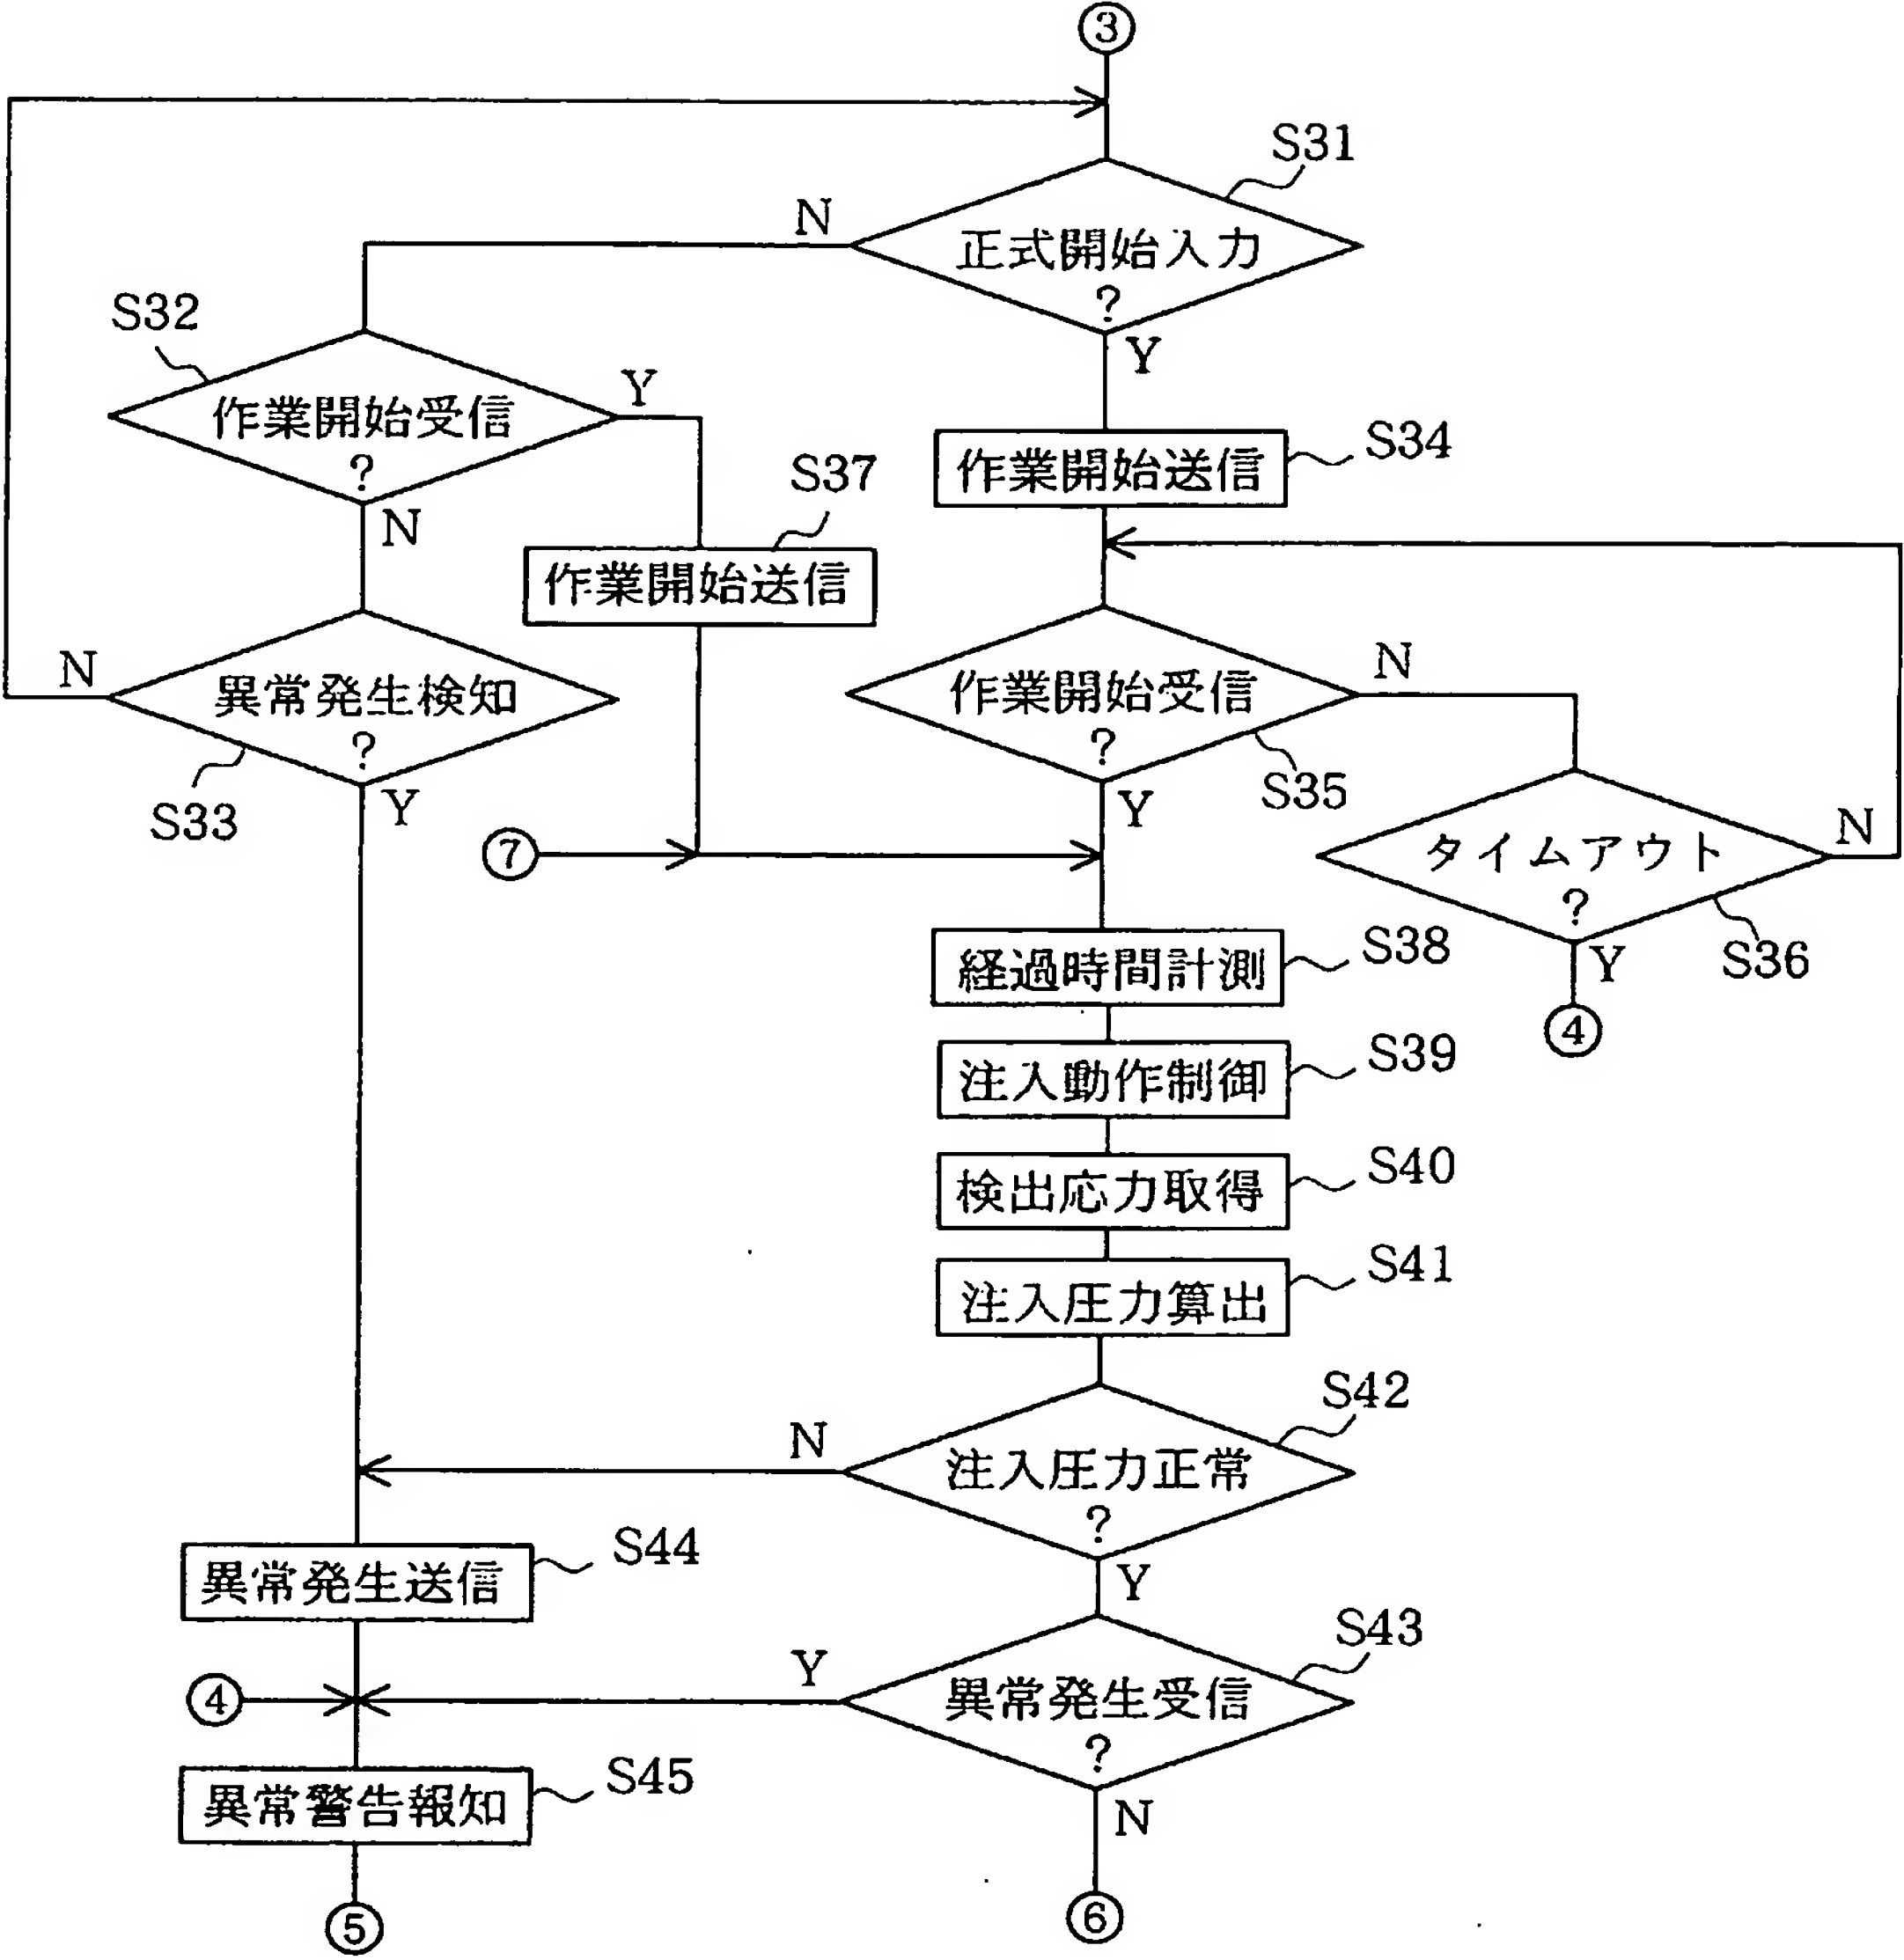 ③
S31
N
正式開始入力
?
Y
S32
作業開始受信
?
Y
N
S34
作業開始送信
S37
作業開始送信
N
異常発生検知
?
S33
Y
作業開始受信
?
N
S35
Y
⑦
タイムアウト
?
N
S36
Y
④
S38
経過時間計測
S39
注入動作制御
S40
検出応力取得
S41
注入圧力算出
S42
N
注入圧力正常
?
Y
S44
異常発生送信
S43
Y
異常発生受信
?
N
④
S45
異常警告報知
⑤
⑥